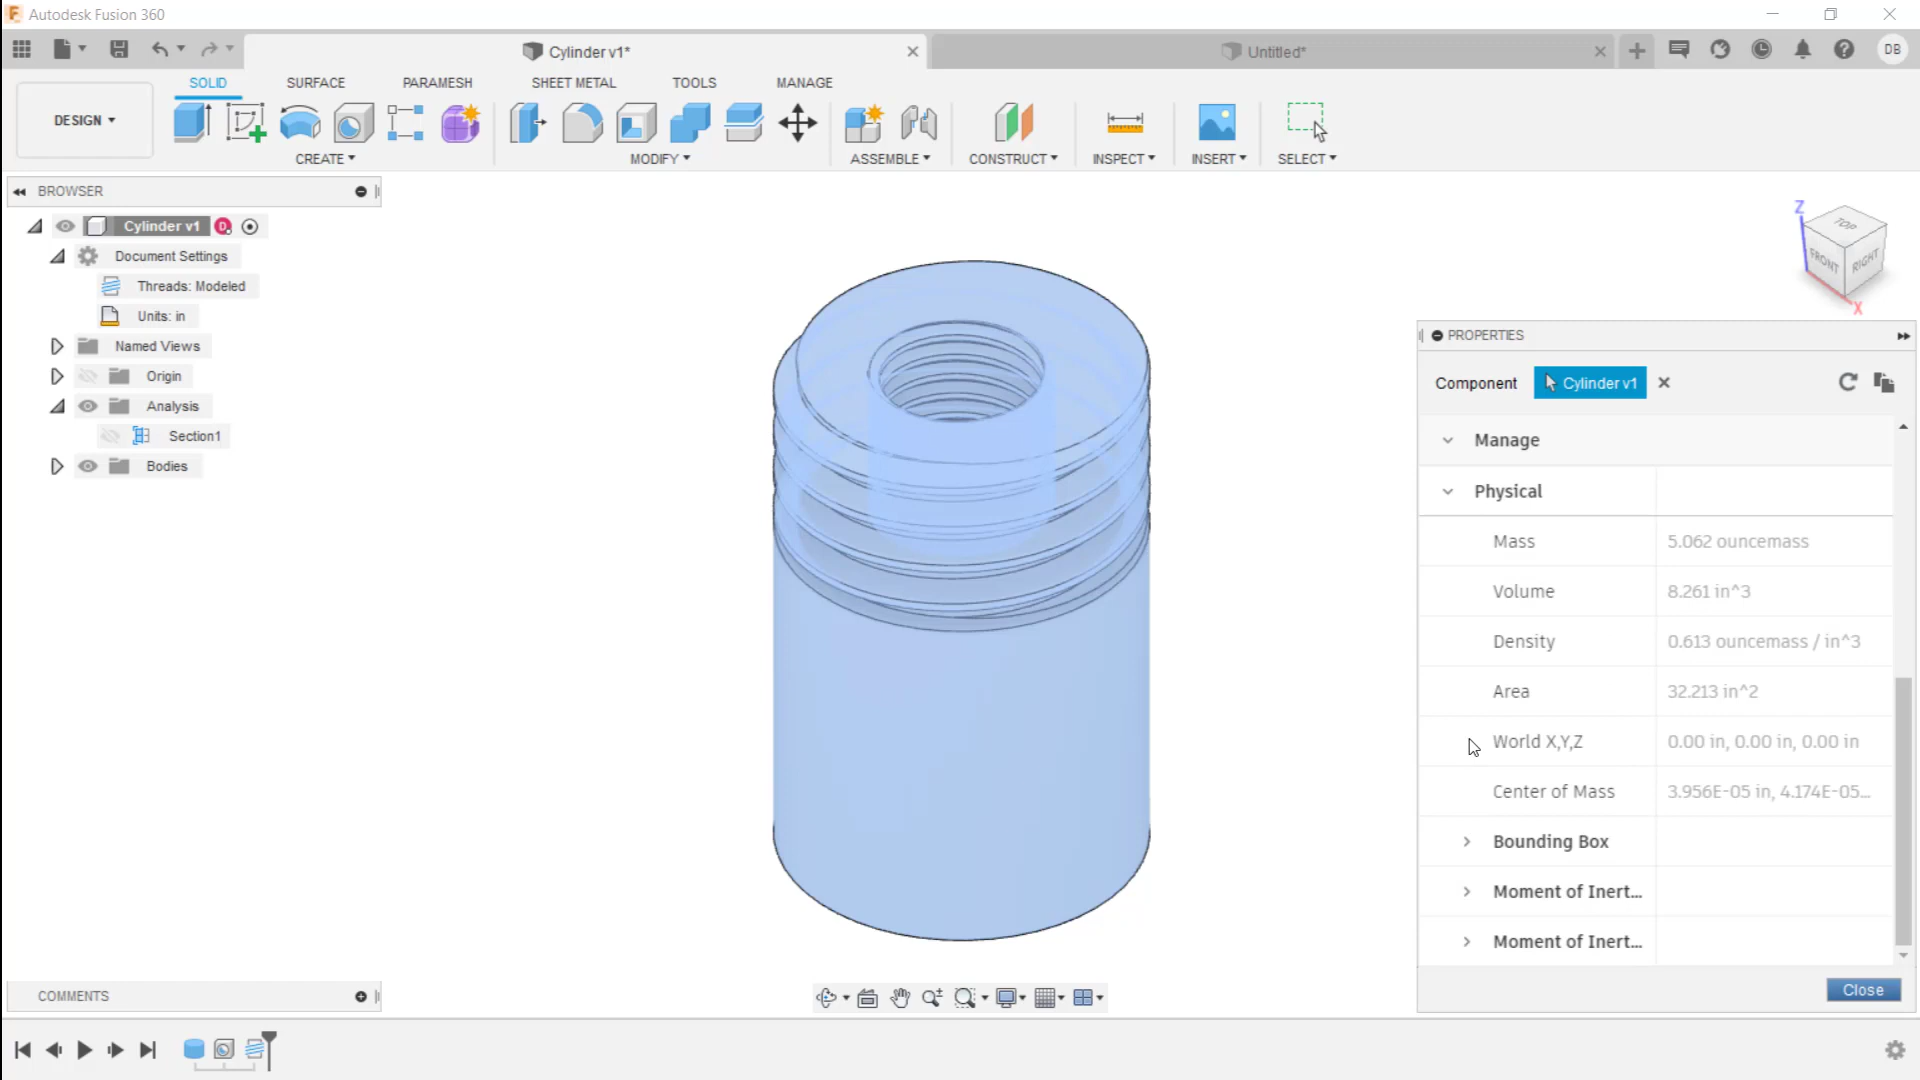 Autodesk Fusion 360
Cylinder v1*
Untitled*
DB
DESIGN
SOLID
SURFACE
PARAMESH
SHEET METAL
TOOLS
MANAGE
CREATE
MODIFY
ASSEMBLE
CONSTRUCT
INSPECT
INSERT
SELECT
BROWSER
Cylinder v1
D
Document Settings
Threads: Modeled
Units: in
Named Views
Origin
Analysis
Section1
Bodies
Z
TOP
FRONT
RIGHT
X
PROPERTIES
Component
Cylinder v1
Manage
Physical
Mass 5.062 ouncemass
Volume 8.261 in^3
Density 0.613 ouncemass / in^3
Area 32.213 in^2
World X,Y,Z 0.00 in, 0.00 in, 0.00 in
Center of Mass 3.956E-05 in, 4.174E-05...
Bounding Box
Moment of Inert...
Moment of Inert...
Close
COMMENTS